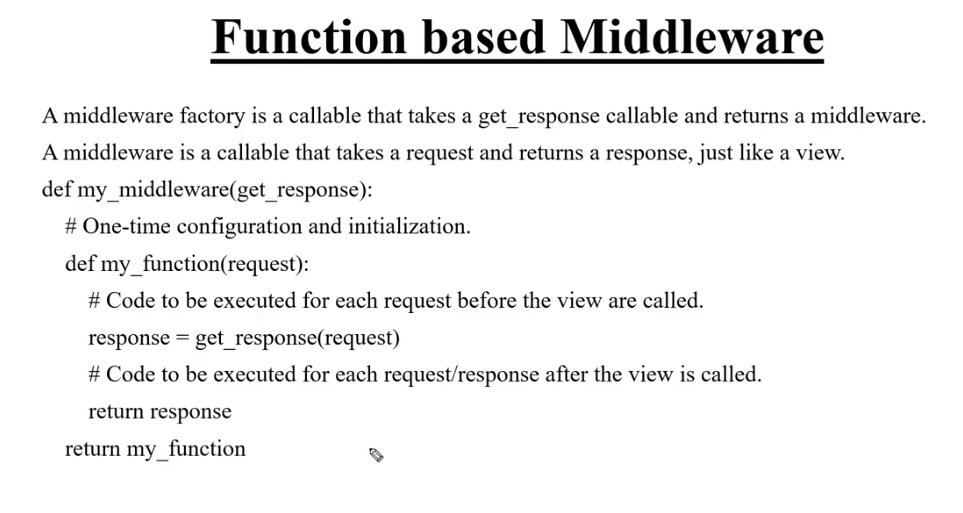 Function based Middleware
A middleware factory is a callable that takes a get_response callable and returns a middleware.
A middleware is a callable that takes a request and returns a response, just like a view.
def my_middleware(get_response):
# One-time configuration and initialization.
def my_function(request):
# Code to be executed for each request before the view are called.
response = get_response(request)
# Code to be executed for each request/response after the view is called.
return response
return my_function